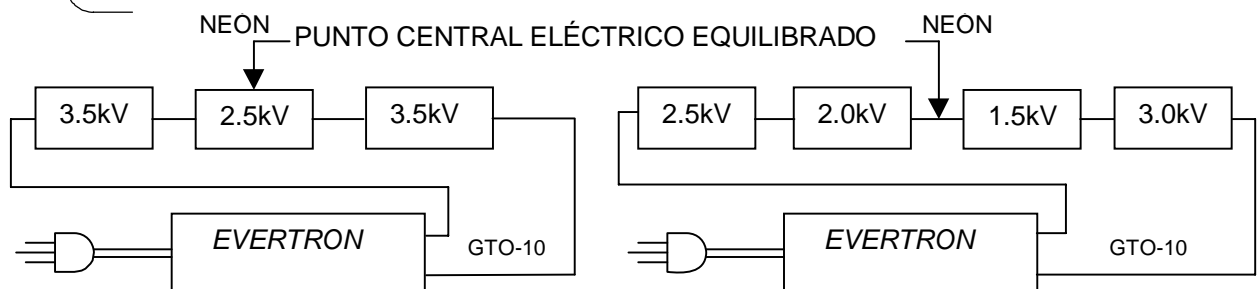 NEÓN PUNTO CENTRAL ELÉCTRICO EQUILIBRADO NEÓN
3.5kV 2.5kV 3.5kV 2.5kV 2.0kV 1.5kV 3.0kV
EVERTRON GTO-10 EVERTRON GTO-10